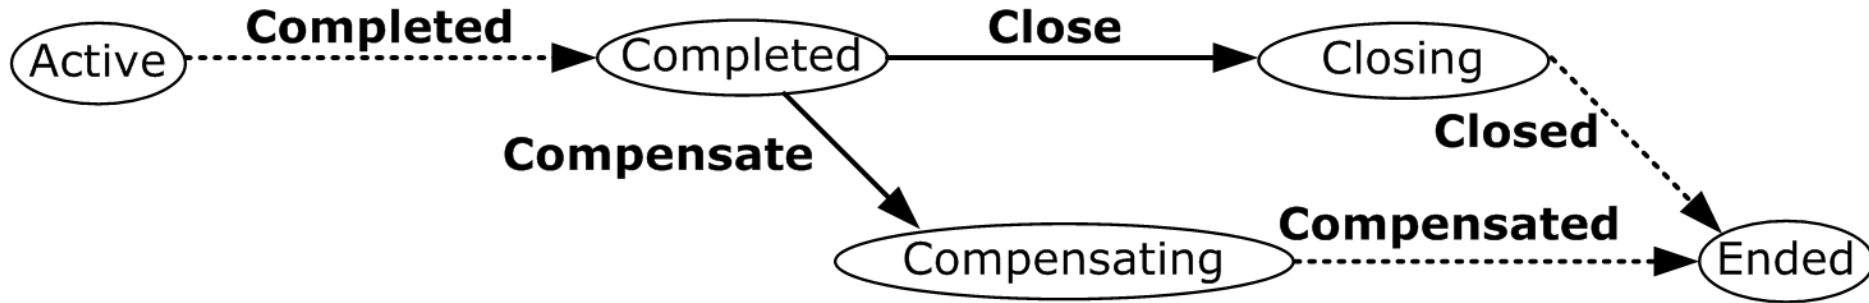 Active
Completed
Completed
Close
Closing
Compensate
Closed
Compensating
Compensated
Ended